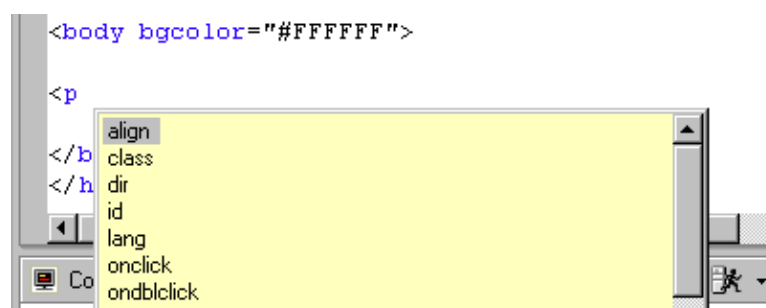 <body bgcolor="#FFFFFF">
<p
align
</b
class
</h
dir
id
lang
onclick
Co
ondblclick